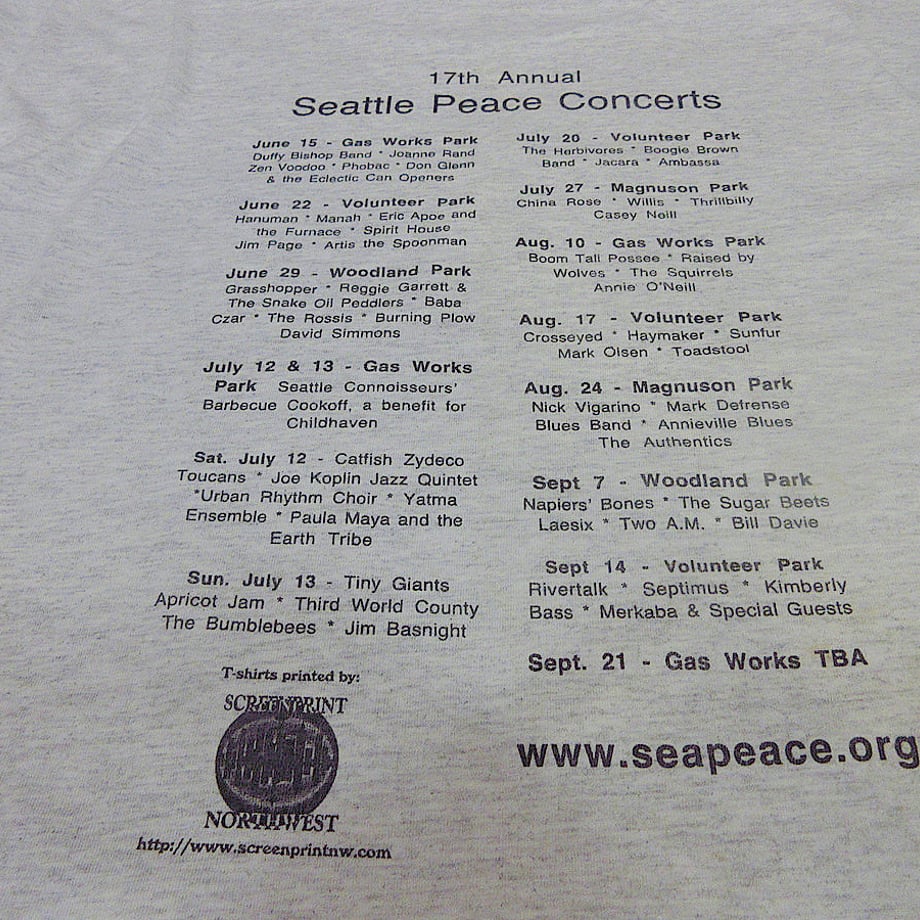 17th Annual
Seattle Peace Concerts
June 15 - Gas Works Park
Duffy Bishop Band * Joanne Rand
Zen Voodoo * Phobac * Don Glenn
& the Eclectic Can Openers
June 22 - Volunteer Park
Hanuman * Manah * Eric Apoe and
the Furnace * Spirit House
Jim Page * Artis the Spoonman
June 29 - Woodland Park
Grasshopper * Reggie Garrett &
The Snake Oil Peddlers * Baba
Czar * The Rossis * Burning Plow
David Simmons
July 12 & 13 - Gas Works
Park Seattle Connoisseurs'
Barbecue Cookoff, a benefit for
Childhaven
Sat. July 12 - Catfish Zydeco
Toucans * Joe Koplin Jazz Quintet
*Urban Rhythm Choir * Yatma
Ensemble * Paula Maya and the
Earth Tribe
Sun. July 13 - Tiny Giants
Apricot Jam * Third World County
The Bumblebees * Jim Basnight
T-shirts printed by:
SCREENPRINT
NORTHWEST
http://www.screenprintnw.com
July 20 - Volunteer Park
The Herbivores * Boogie Brown
Band * Jacara * Ambassa
July 27 - Magnuson Park
China Rose * Willis * Thrillbilly
Casey Neill
Aug. 10 - Gas Works Park
Boom Tall Possee * Raised by
Wolves * The Squirrels
Annie O'Neill
Aug. 17 - Volunteer Park
Crosseyed * Haymaker * Sunfur
Mark Olsen * Toadstool
Aug. 24 - Magnuson Park
Nick Vigarino * Mark Defrense
Blues Band * Annieville Blues
The Authentics
Sept 7 - Woodland Park
Napiers' Bones * The Sugar Beets
Laesix * Two A.M. * Bill Davie
Sept 14 - Volunteer Park
Rivertalk * Septimus * Kimberly
Bass * Merkaba & Special Guests
Sept. 21 - Gas Works TBA
www.seapeace.org